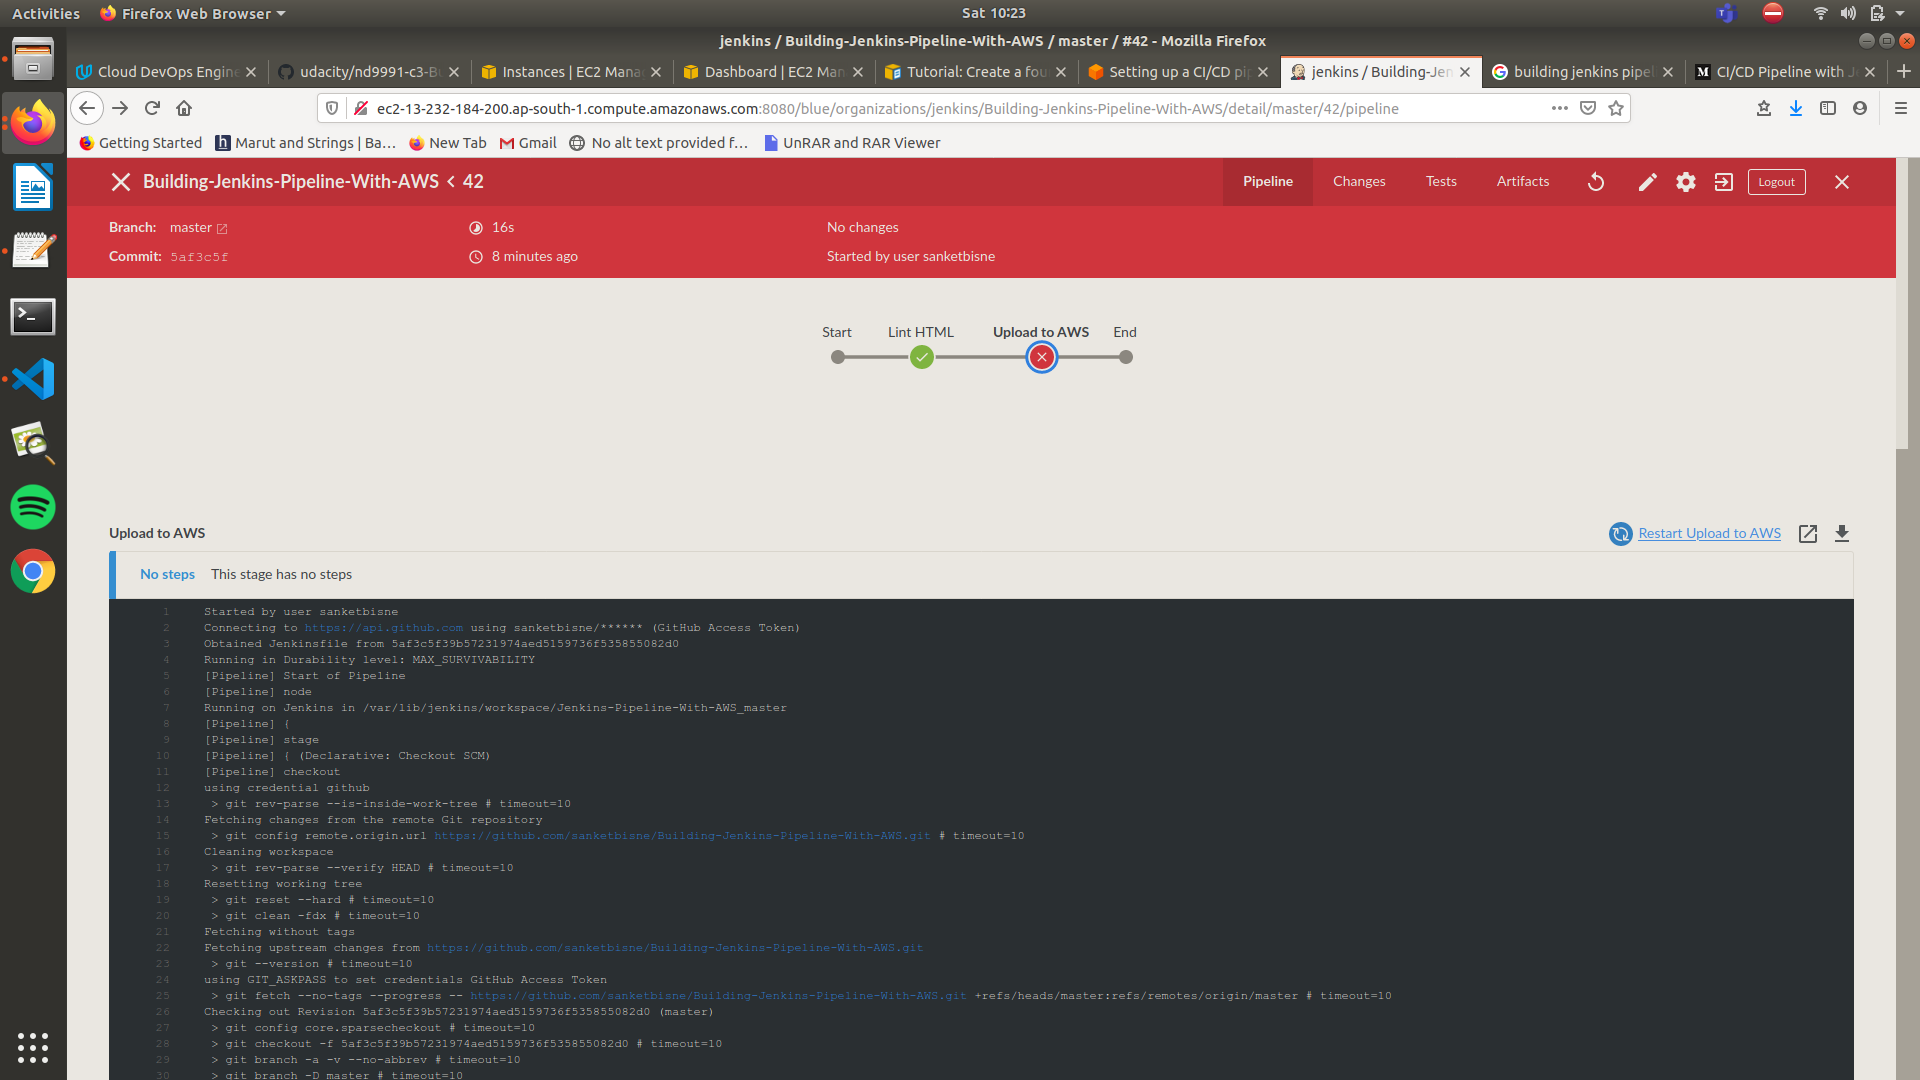 Activities
Firefox Web Browser
Sat 10:23
jenkins / Building-Jenkins-Pipeline-With-AWS / master / #42 - Mozilla Firefox
Cloud DevOps Engine
udacity/nd9991-c3-Bu
Instances | EC2 Mana
Dashboard | EC2 Man
Tutorial: Create a fou
Setting up a CI/CD pip
jenkins / Building-Jen
building jenkins pipel
CI/CD Pipeline with J
ec2-13-232-184-200.ap-south-1.compute.amazonaws.com:8080/blue/organizations/jenkins/Building-Jenkins-Pipeline-With-AWS/detail/master/42/pipeline
Getting Started
Marut and Strings | Ba…
New Tab
Gmail
No alt text provided f…
UnRAR and RAR Viewer
Building-Jenkins-Pipeline-With-AWS < 42
Pipeline
Changes
Tests
Artifacts
Logout
Branch: master
16s
No changes
Commit: 5af3c5f
8 minutes ago
Started by user sanketbisne
Start
Lint HTML
Upload to AWS
End
Upload to AWS
Restart Upload to AWS
No steps This stage has no steps
1 Started by user sanketbisne
2 Connecting to https://api.github.com using sanketbisne/****** (GitHub Access Token)
3 Obtained Jenkinsfile from 5af3c5f39b57231974aed5159736f535855082d0
4 Running in Durability level: MAX_SURVIVABILITY
5 [Pipeline] Start of Pipeline
6 [Pipeline] node
7 Running on Jenkins in /var/lib/jenkins/workspace/Jenkins-Pipeline-With-AWS_master
8 [Pipeline] {
9 [Pipeline] stage
10 [Pipeline] { (Declarative: Checkout SCM)
11 [Pipeline] checkout
12 using credential github
13 > git rev-parse --is-inside-work-tree # timeout=10
14 Fetching changes from the remote Git repository
15 > git config remote.origin.url https://github.com/sanketbisne/Building-Jenkins-Pipeline-With-AWS.git # timeout=10
16 Cleaning workspace
17 > git rev-parse --verify HEAD # timeout=10
18 Resetting working tree
19 > git reset --hard # timeout=10
20 > git clean -fdx # timeout=10
21 Fetching without tags
22 Fetching upstream changes from https://github.com/sanketbisne/Building-Jenkins-Pipeline-With-AWS.git
23 > git --version # timeout=10
24 using GIT_ASKPASS to set credentials GitHub Access Token
25 > git fetch --no-tags --progress -- https://github.com/sanketbisne/Building-Jenkins-Pipeline-With-AWS.git +refs/heads/master:refs/remotes/origin/master # timeout=10
26 Checking out Revision 5af3c5f39b57231974aed5159736f535855082d0 (master)
27 > git config core.sparsecheckout # timeout=10
28 > git checkout -f 5af3c5f39b57231974aed5159736f535855082d0 # timeout=10
29 > git branch -a -v --no-abbrev # timeout=10
30 > git branch -D master # timeout=10